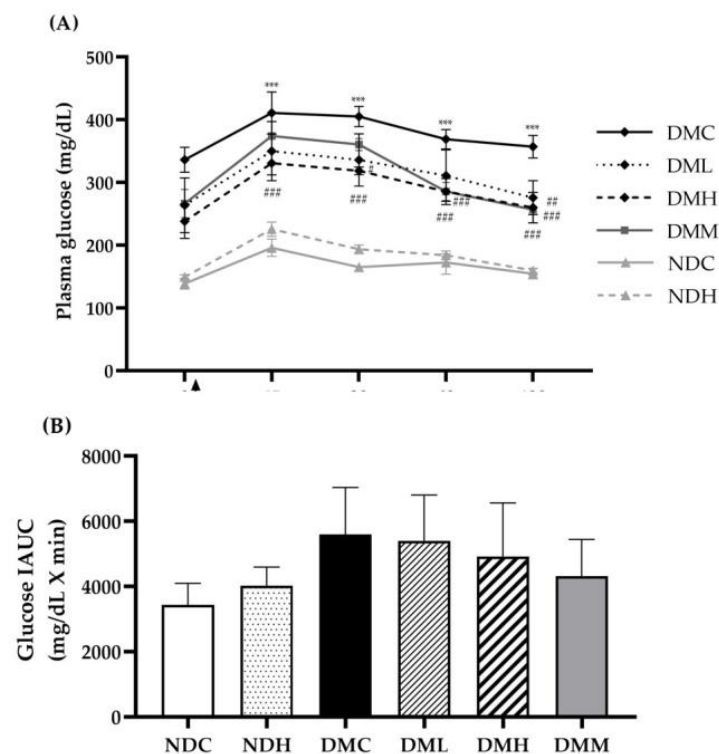 (A)
Plasma glucose (mg/dL)
500
400
300
200
100
0
***
***
***
***
###
###
#
###
###
##
###
###
DMC
DML
DMH
DMM
NDC
NDH
(B)
Glucose IAUC
(mg/dL X min)
8000
6000
4000
2000
0
NDC NDH DMC DML DMH DMM